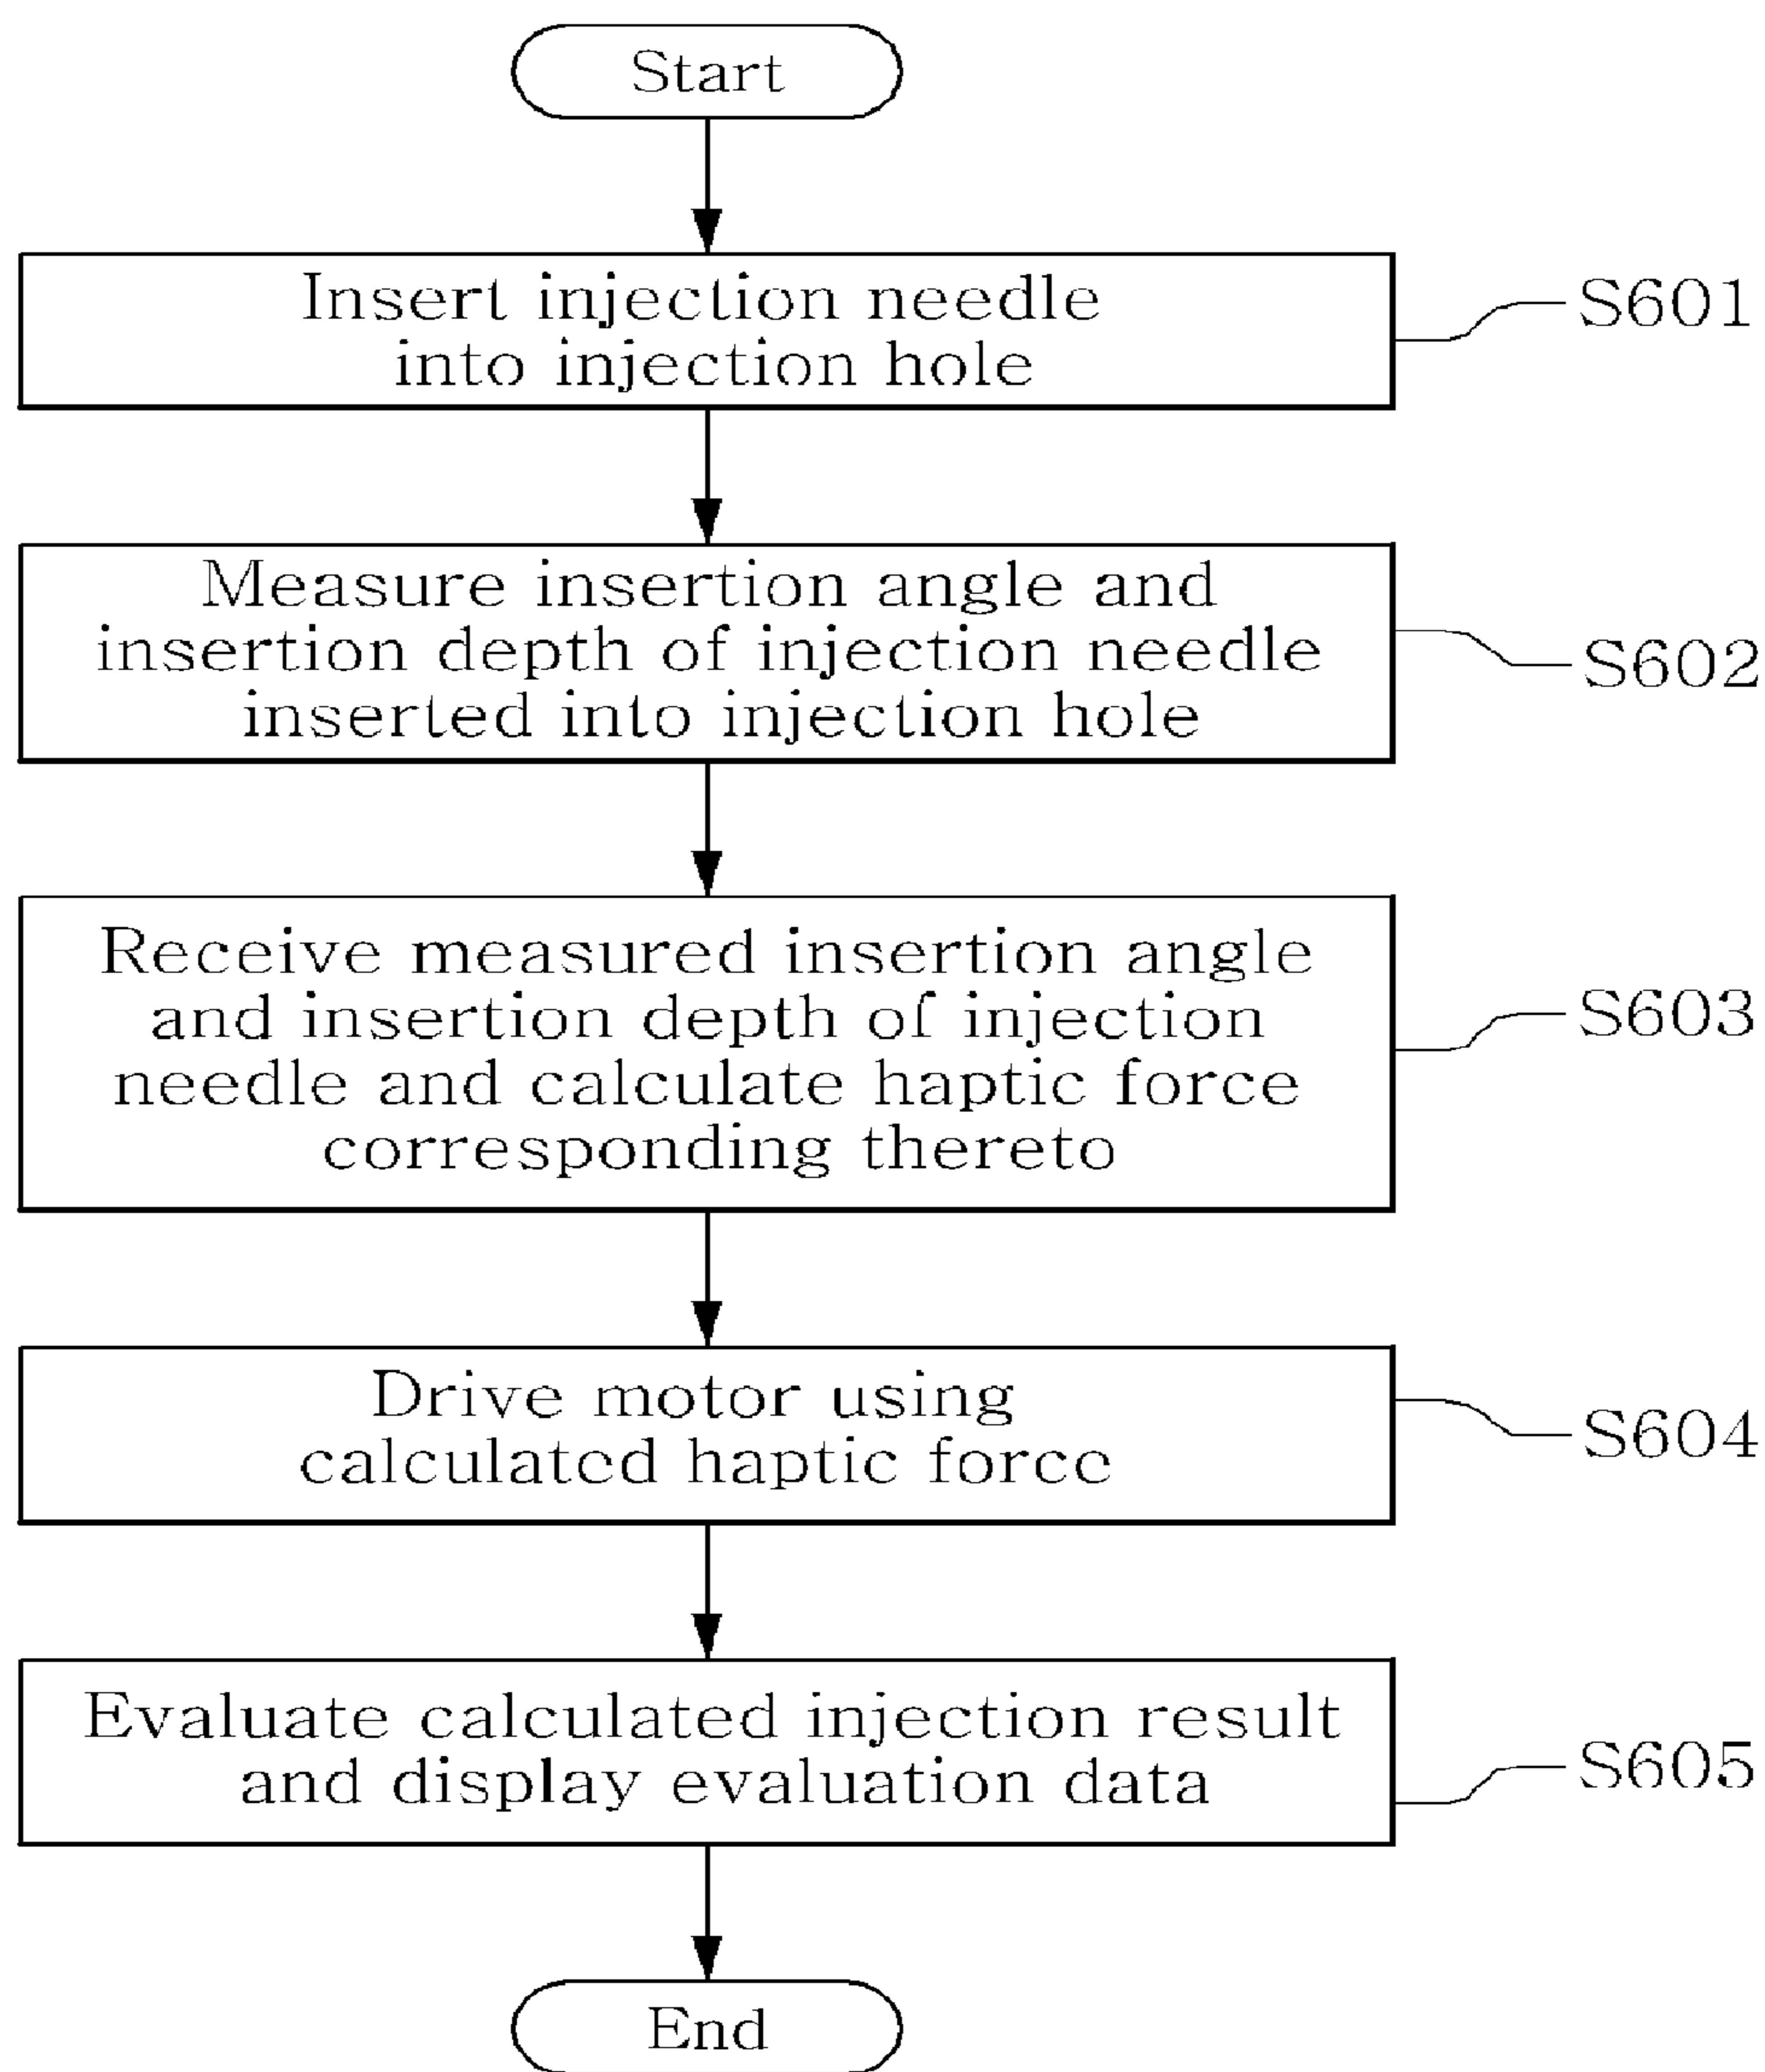 Start
Insert injection needle
into injection hole
S601
Measure insertion angle and
insertion depth of injection needle
inserted into injection hole
S602
Receive measured insertion angle
and insertion depth of injection
needle and calculate haptic force
corresponding thereto
S603
Drive motor using
calculated haptic force
S604
Evaluate calculated injection result
and display evaluation data
S605
End